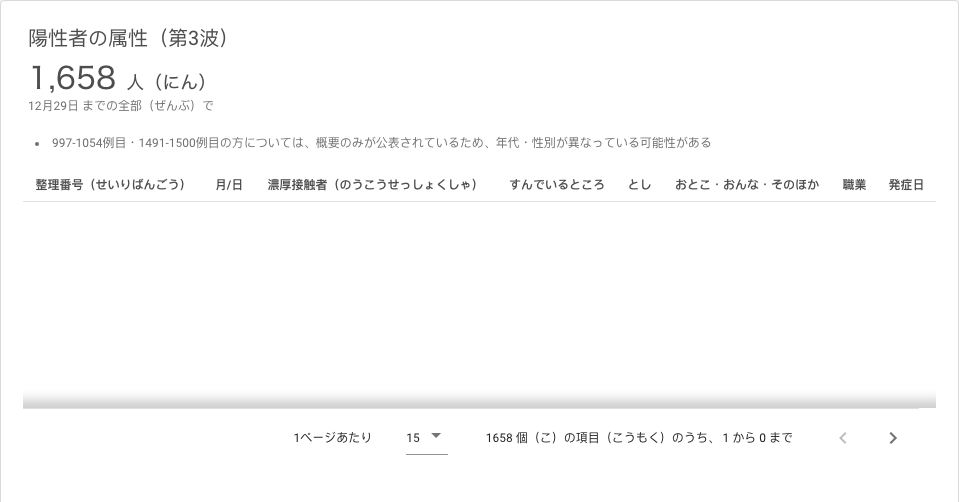 陽性者の属性（第3波）
1,658 人（にん）
12月29日 までの全部（ぜんぶ）で
• 997-1054例目・1491-1500例目の方については、概要のみが公表されているため、年代・性別が異なっている可能性がある
整理番号（せいりばんごう） 月/日 濃厚接触者（のうこうせっしょくしゃ） すんでいるところ とし おとこ・おんな・そのほか 職業 発症日
1ページあたり 15 1658 個（こ）の項目（こうもく）のうち、1 から 0 まで